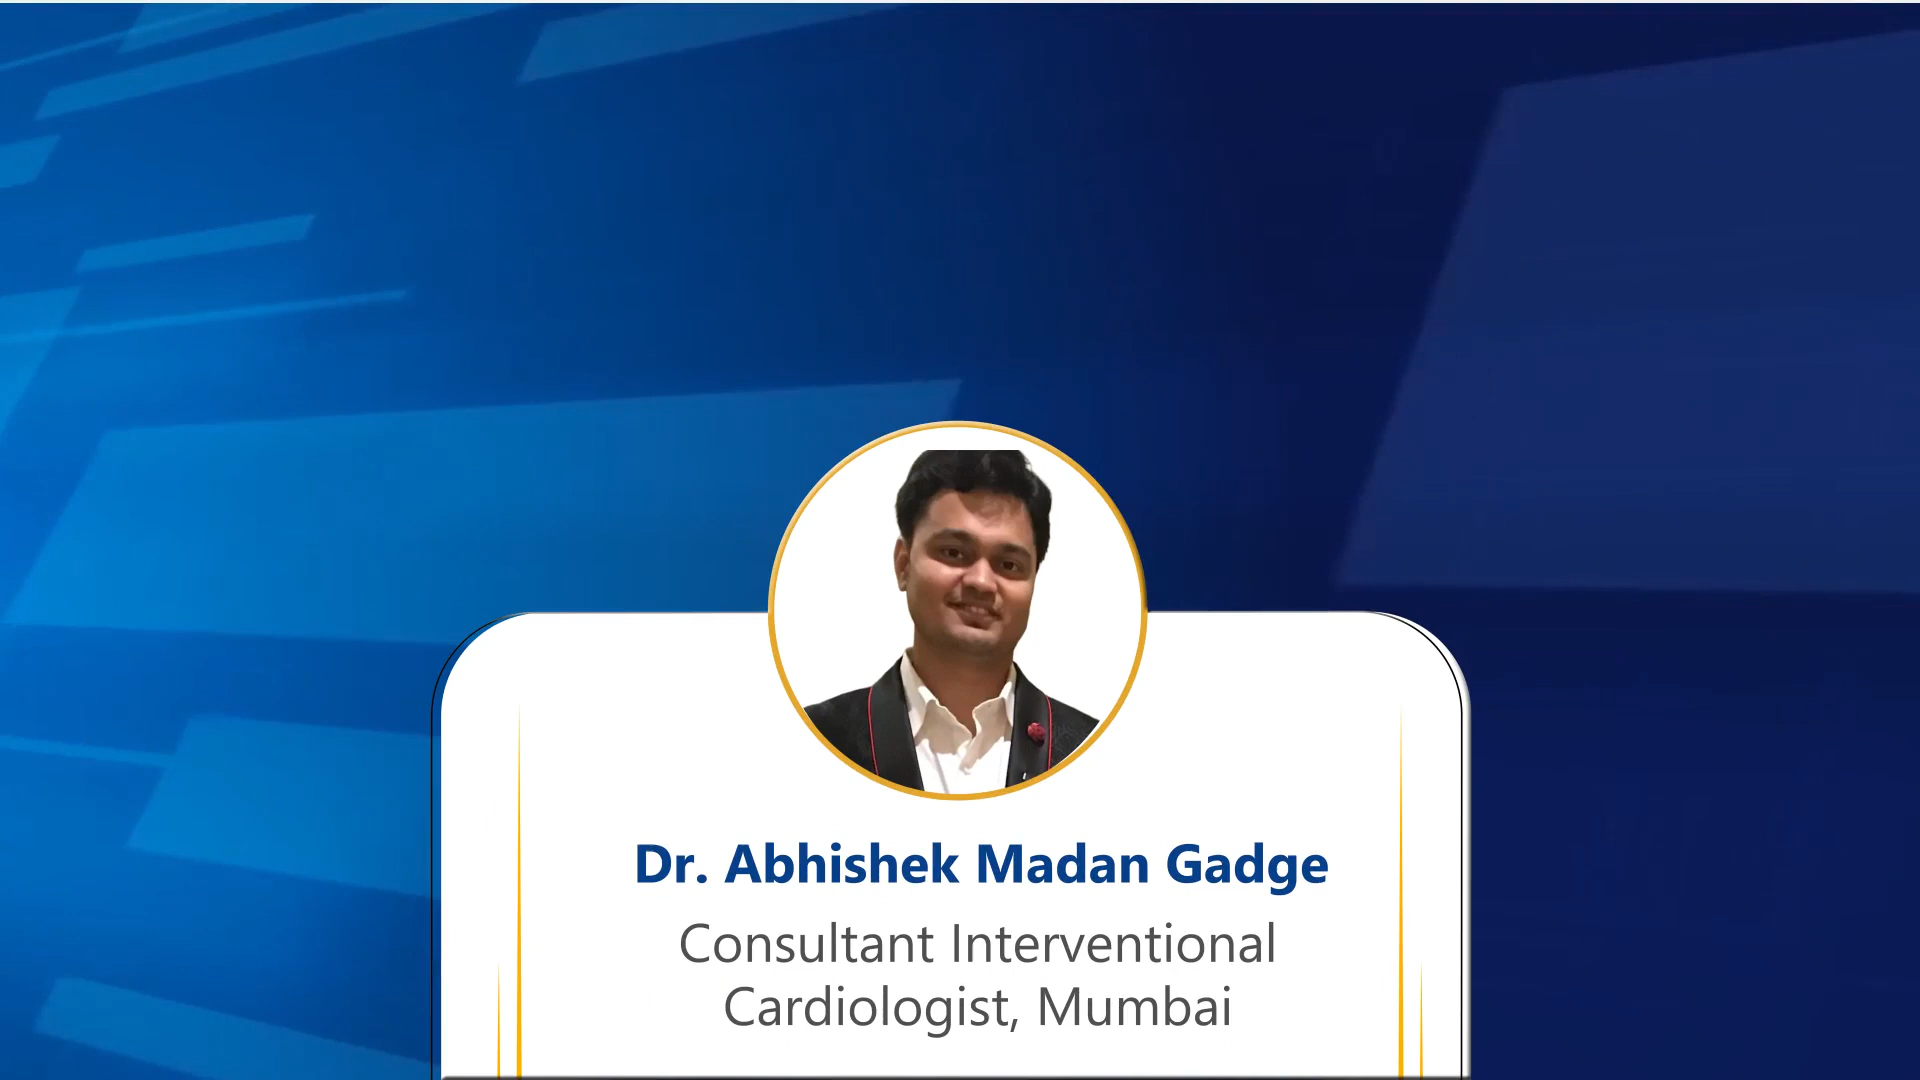 Dr. Abhishek Madan Gadge
Consultant Interventional
Cardiologist, Mumbai